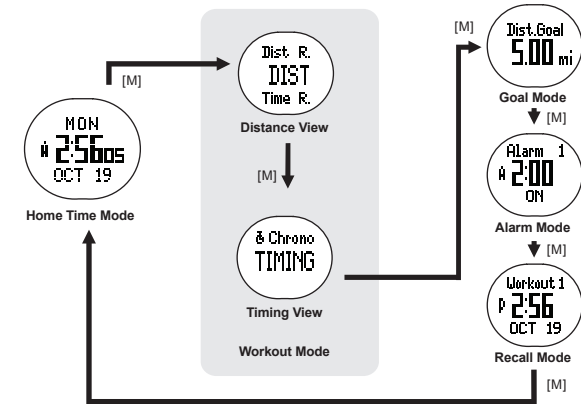 MON
A 2:56 05
OCT 19
Home Time Mode
[M]
Dist. R.
DIST
Time R.
Distance View
[M]
& Chrono
TIMING
Timing View
Workout Mode
[M]
Dist.Goal
5.00 mi
Goal Mode
[M]
Alarm 1
A 2:00
ON
Alarm Mode
[M]
Workout 1
P 2:56
OCT 19
Recall Mode
[M]